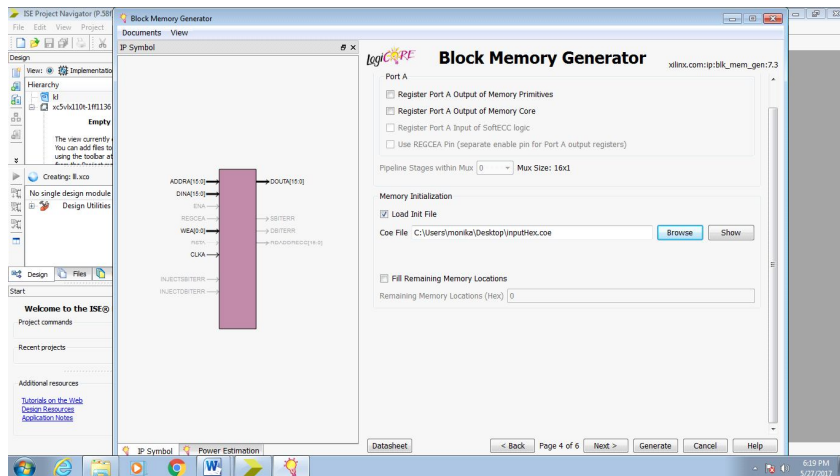 ISE Project Navigator (P.58f
File Edit View Project
Design
View: Implementatio
Hierarchy
kl
xc5vlx110t-1ff1136
Empty
The view currently
You can add files to
using the toolbar at
Creating: ll.xco
No single design module
Design Utilities
Design Files
Start
Welcome to the ISE®
Project commands
Recent projects
Additional resources
Tutorials on the Web
Design Resources
Application Notes
Block Memory Generator
Documents View
IP Symbol
ADDRA[15:0]
DINA[15:0]
ENA
REGCEA
WEA[0:0]
RSTA
CLKA
INJECTSBITERR
INJECTDBITERR
DOUTA[15:0]
SBITERR
DBITERR
RDADDRECC[15:0]
IP Symbol Power Estimation
LogiCORE
Block Memory Generator
xilinx.com:ip:blk_mem_gen:7.3
Port A
Register Port A Output of Memory Primitives
Register Port A Output of Memory Core
Register Port A Input of SoftECC logic
Use REGCEA Pin (separate enable pin for Port A output registers)
Pipeline Stages within Mux 0 Mux Size: 16x1
Memory Initialization
Load Init File
Coe File C:\Users\monika\Desktop\inputHex.coe Browse Show
Fill Remaining Memory Locations
Remaining Memory Locations (Hex) 0
Datasheet < Back Page 4 of 6 Next > Generate Cancel Help
6:19 PM
5/27/2017